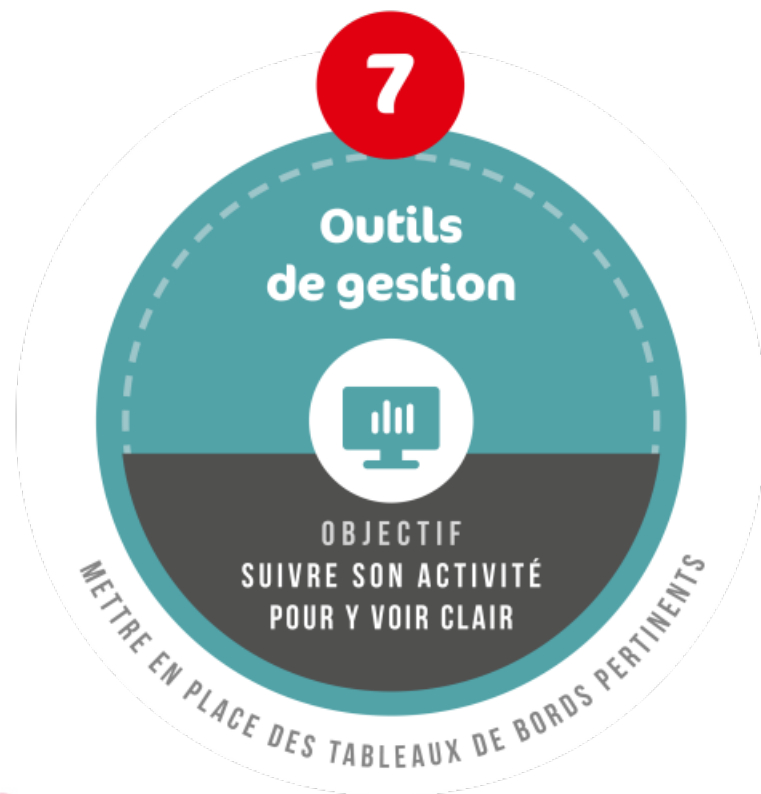 7
Outils
de gestion
OBJECTIF
SUIVRE SON ACTIVITÉ
POUR Y VOIR CLAIR
METTRE EN PLACE DES TABLEAUX DE BORDS PERTINENTS